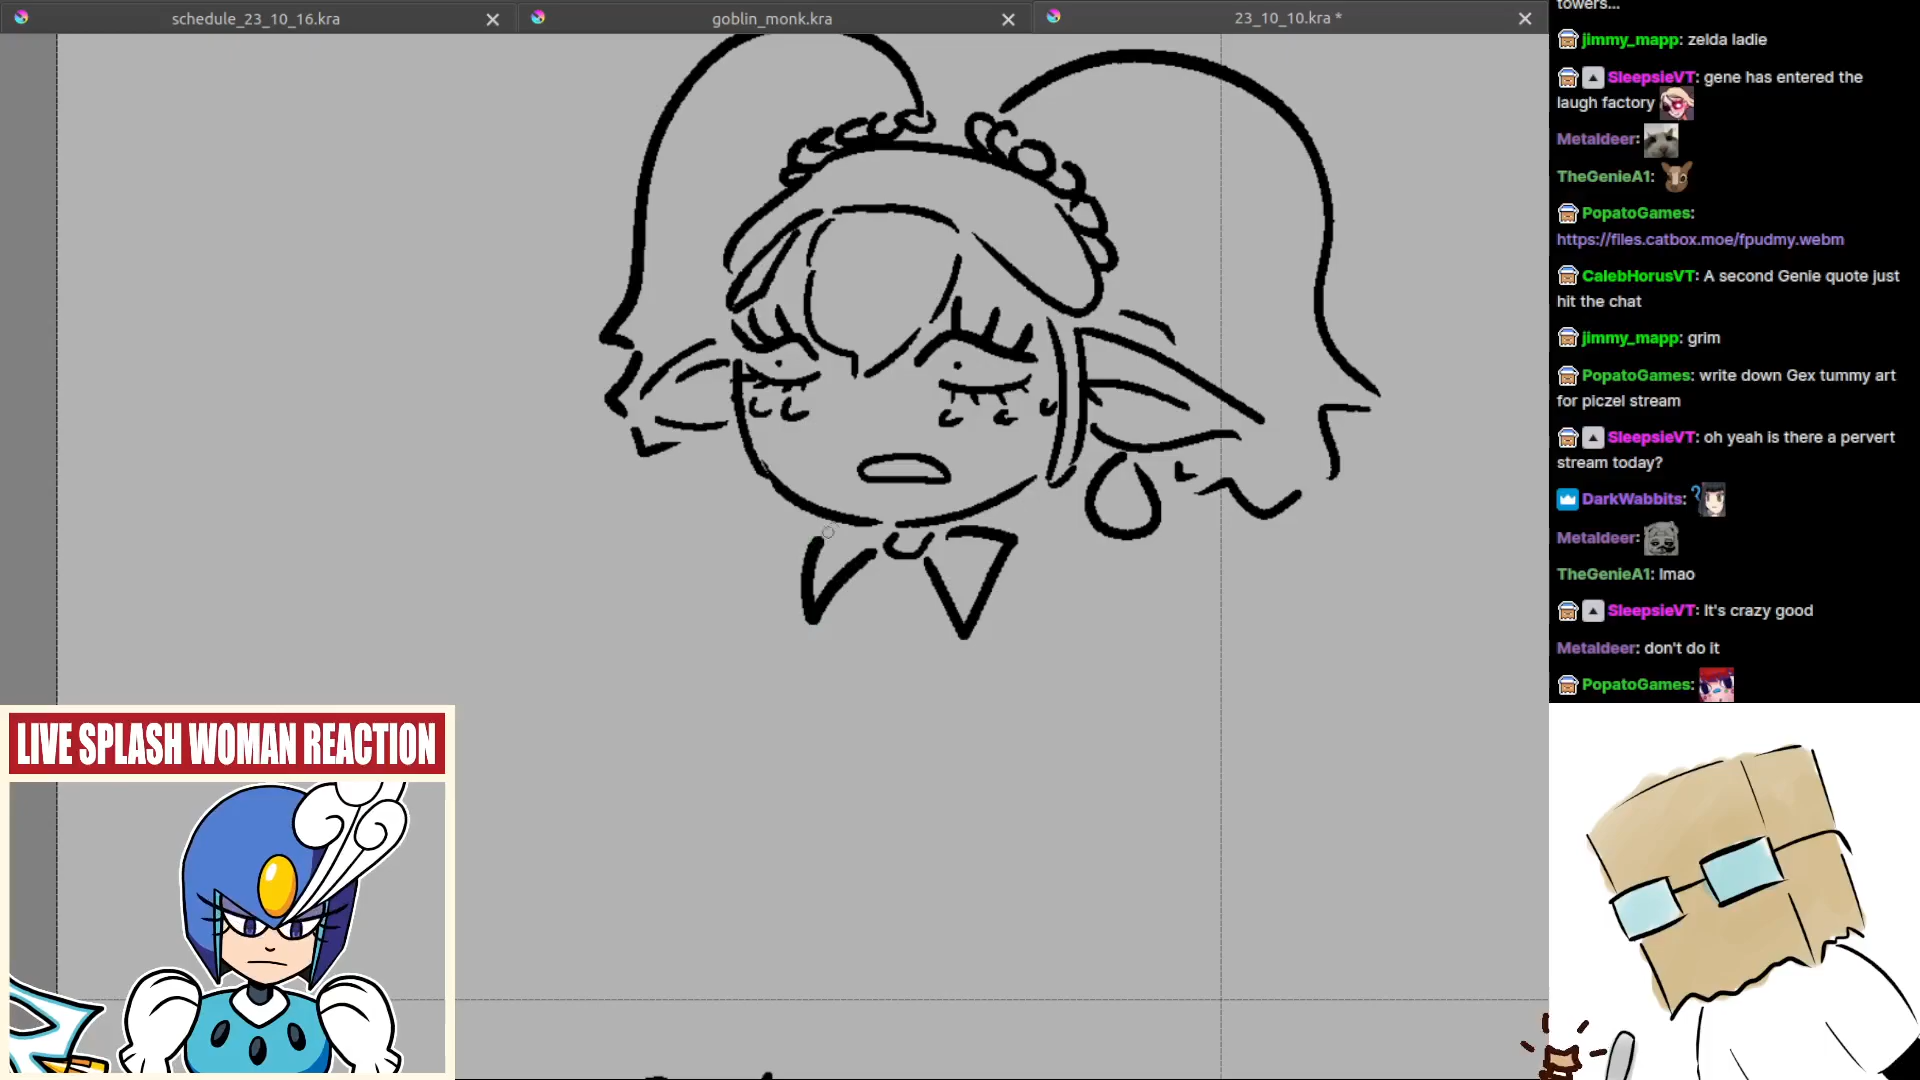 schedule_23_10_16.kra
goblin_monk.kra
23_10_10.kra *
towers...
jimmy_mapp: zelda ladie
SleepsieVT: gene has entered the
laugh factory
Metaldeer:
TheGenieA1:
PopatoGames:
https://files.catbox.moe/fpudmy.webm
CalebHorusVT: A second Genie quote just
hit the chat
jimmy_mapp: grim
PopatoGames: write down Gex tummy art
for piczel stream
SleepsieVT: oh yeah is there a pervert
stream today?
DarkWabbits:
Metaldeer:
TheGenieA1: lmao
SleepsieVT: It's crazy good
Metaldeer: don't do it
PopatoGames:
LIVE SPLASH WOMAN REACTION